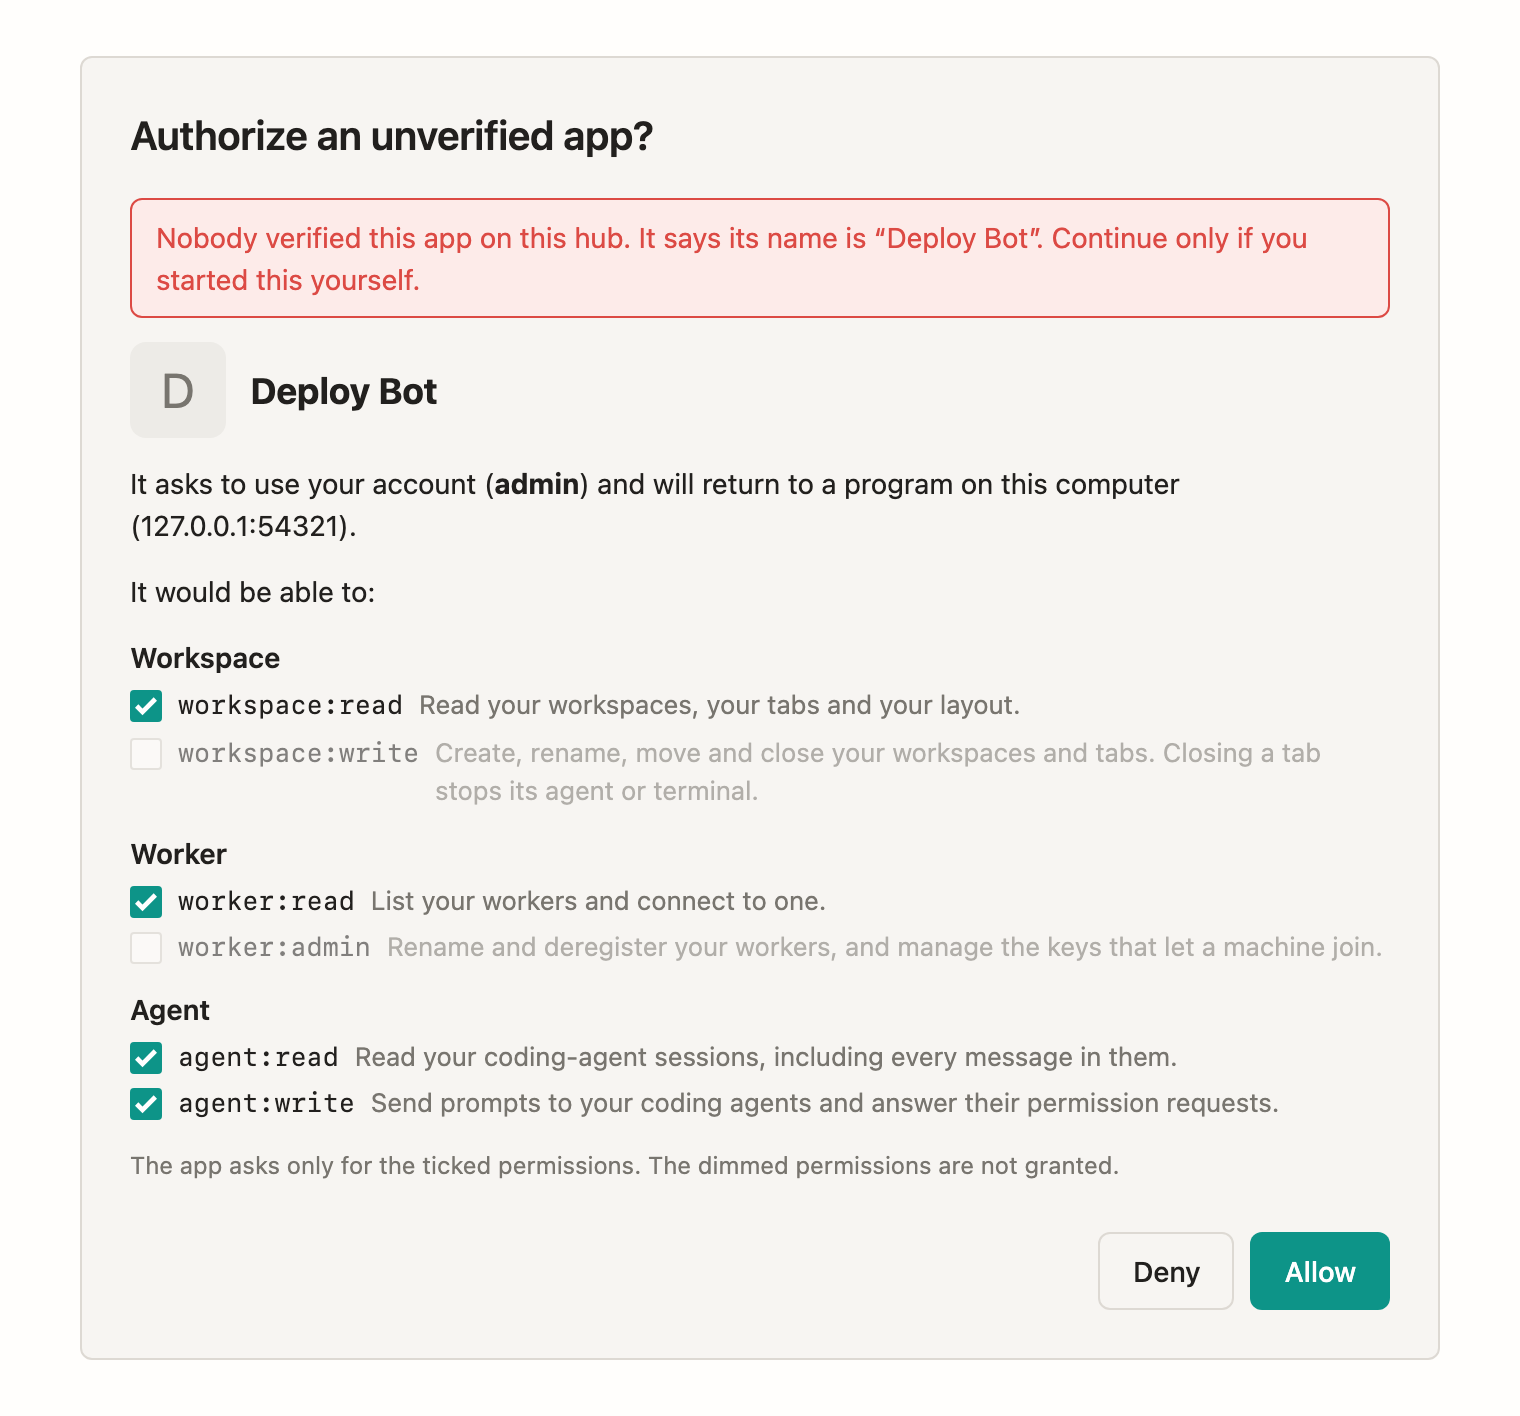 Authorize an unverified app?
Nobody verified this app on this hub. It says its name is “Deploy Bot”. Continue only if you
started this yourself.
D
Deploy Bot
It asks to use your account (admin) and will return to a program on this computer
(127.0.0.1:54321).
It would be able to:
Workspace
workspace:read Read your workspaces, your tabs and your layout.
workspace:write Create, rename, move and close your workspaces and tabs. Closing a tab
stops its agent or terminal.
Worker
worker:read List your workers and connect to one.
worker:admin Rename and deregister your workers, and manage the keys that let a machine join.
Agent
agent:read Read your coding-agent sessions, including every message in them.
agent:write Send prompts to your coding agents and answer their permission requests.
The app asks only for the ticked permissions. The dimmed permissions are not granted.
Deny
Allow